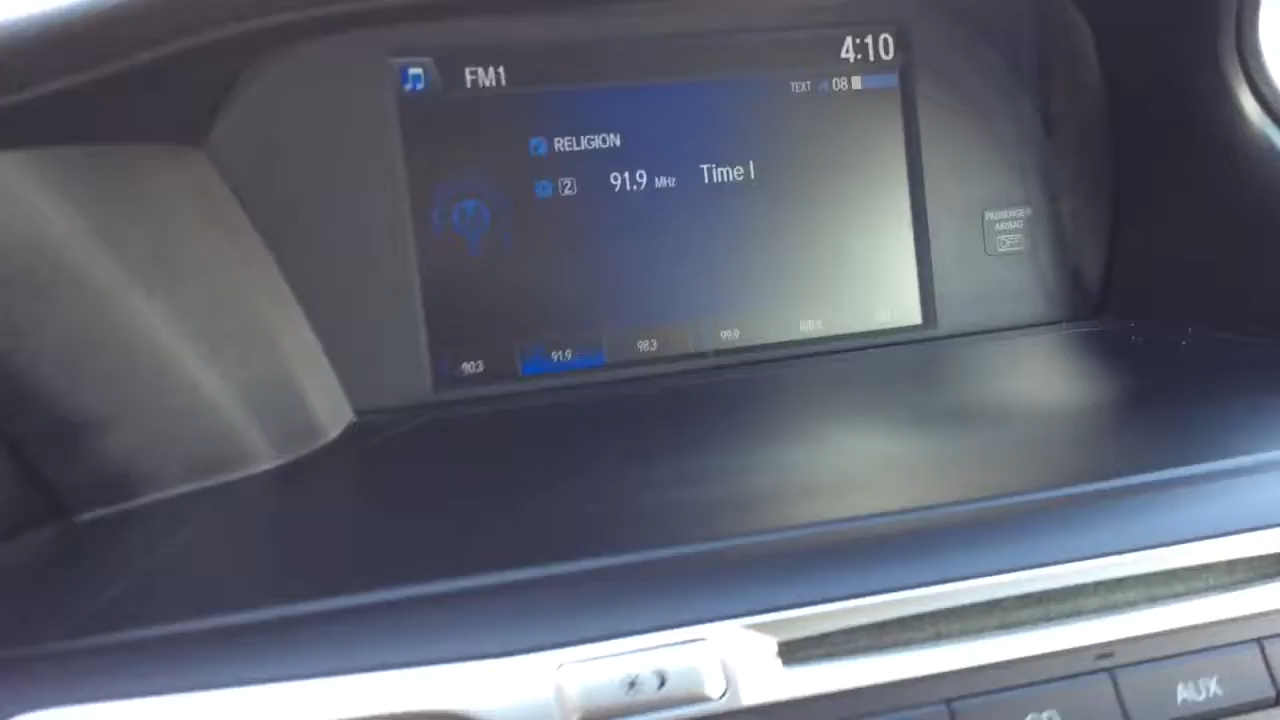 FM1
4:10
TEXT 08
RELIGION
2 91.9 MHz Time I
90.3 91.9 98.3 99.9
PASSENGER
AIRBAG
OFF
AUX